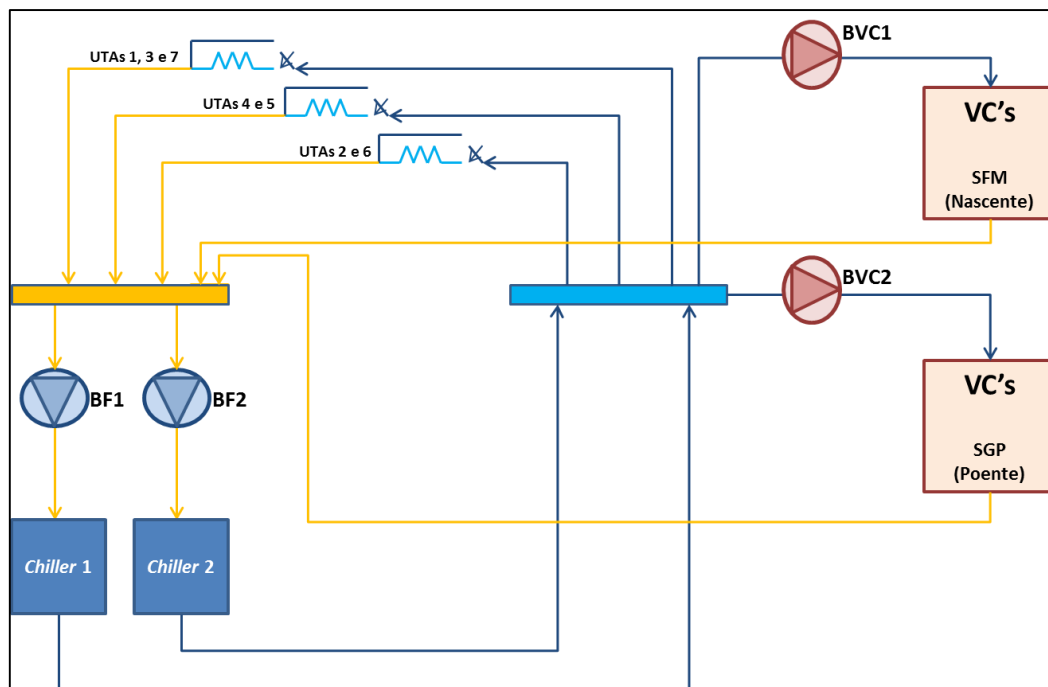 BVC1
UTAs 1, 3 e 7
VC's
UTAs 4 e 5
UTAs 2 e 6
SFM
(Nascente)
BVC2
VC's
BF1
BF2
SGP
(Poente)
Chiller 1
Chiller 2